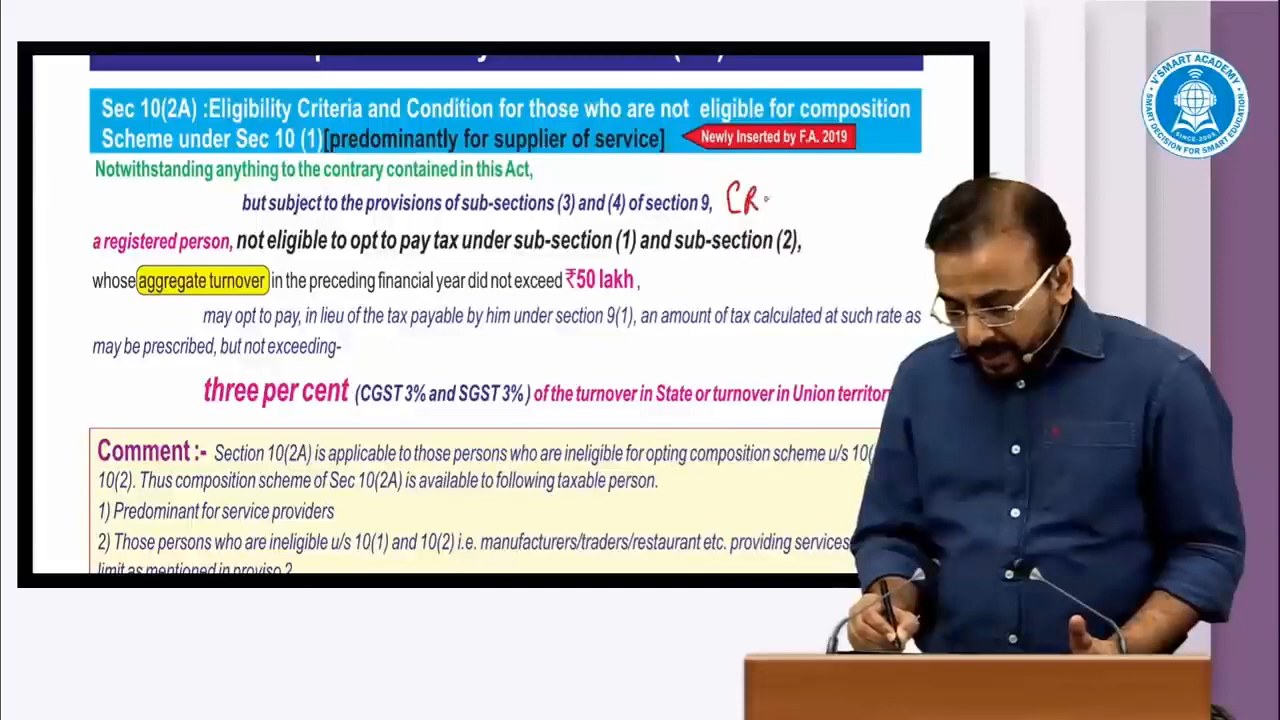 Sec 10(2A) :Eligibility Criteria and Condition for those who are not eligible for composition
Scheme under Sec 10 (1)[predominantly for supplier of service]
Newly Inserted by F.A. 2019
Notwithstanding anything to the contrary contained in this Act,
but subject to the provisions of sub-sections (3) and (4) of section 9,
CR
a registered person, not eligible to opt to pay tax under sub-section (1) and sub-section (2),
whose aggregate turnover in the preceding financial year did not exceed ₹50 lakh ,
may opt to pay, in lieu of the tax payable by him under section 9(1), an amount of tax calculated at such rate as
may be prescribed, but not exceeding-
three per cent (CGST 3% and SGST 3%) of the turnover in State or turnover in Union territor
Comment :- Section 10(2A) is applicable to those persons who are ineligible for opting composition scheme u/s 10(
10(2). Thus composition scheme of Sec 10(2A) is available to following taxable person.
1) Predominant for service providers
2) Those persons who are ineligible u/s 10(1) and 10(2) i.e. manufacturers/traders/restaurant etc. providing services
limit as mentioned in proviso 2
V'SMART ACADEMY
SINCE-2005
SMART DECISION FOR SMART EDUCATION